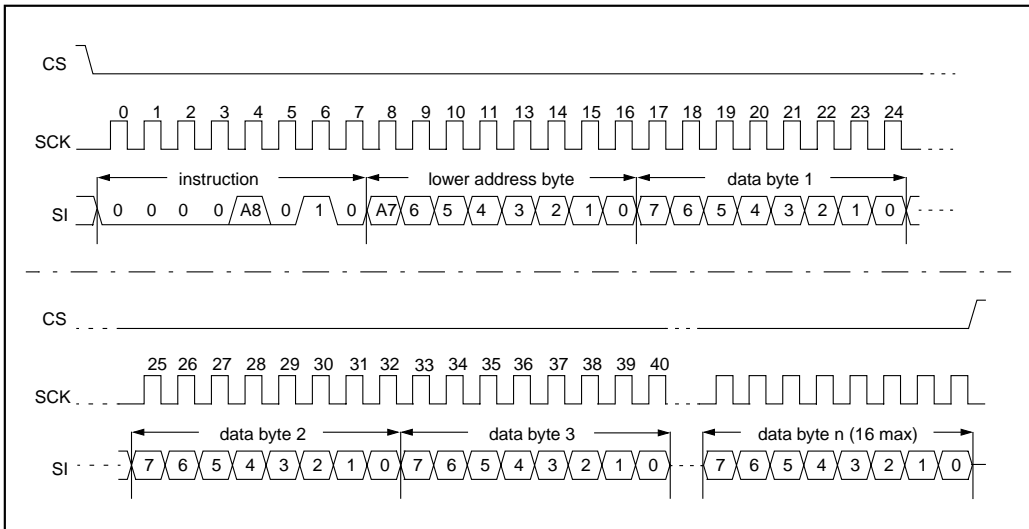 CS
0 1 2 3 4 5 6 7 8 9 10 11 13 14 15 16 17 18 19 20 21 22 23 24
SCK
instruction lower address byte data byte 1
SI 0 0 0 0 A8 0 1 0 A7 6 5 4 3 2 1 0 7 6 5 4 3 2 1 0
CS
25 26 27 28 29 30 31 32 33 34 35 36 37 38 39 40
SCK
data byte 2 data byte 3 data byte n (16 max)
SI 7 6 5 4 3 2 1 0 7 6 5 4 3 2 1 0 7 6 5 4 3 2 1 0